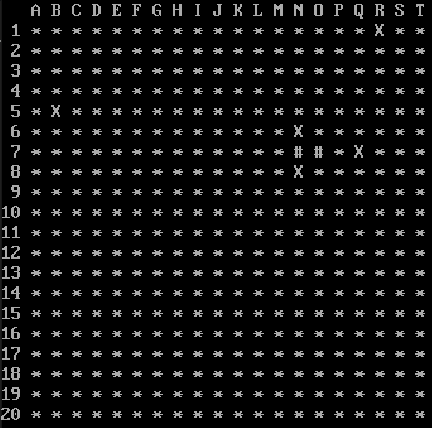 A B C D E F G H I J K L M N O P Q R S T
1 * * * * * * * * * * * * * * * * * X * *
2 * * * * * * * * * * * * * * * * * * * *
3 * * * * * * * * * * * * * * * * * * * *
4 * * * * * * * * * * * * * * * * * * * *
5 * X * * * * * * * * * * * * * * * * * *
6 * * * * * * * * * * * * * X * * * * * *
7 * * * * * * * * * * * * * # # * X * * *
8 * * * * * * * * * * * * * X * * * * * *
9 * * * * * * * * * * * * * * * * * * * *
10 * * * * * * * * * * * * * * * * * * * *
11 * * * * * * * * * * * * * * * * * * * *
12 * * * * * * * * * * * * * * * * * * * *
13 * * * * * * * * * * * * * * * * * * * *
14 * * * * * * * * * * * * * * * * * * * *
15 * * * * * * * * * * * * * * * * * * * *
16 * * * * * * * * * * * * * * * * * * * *
17 * * * * * * * * * * * * * * * * * * * *
18 * * * * * * * * * * * * * * * * * * * *
19 * * * * * * * * * * * * * * * * * * * *
20 * * * * * * * * * * * * * * * * * * * *